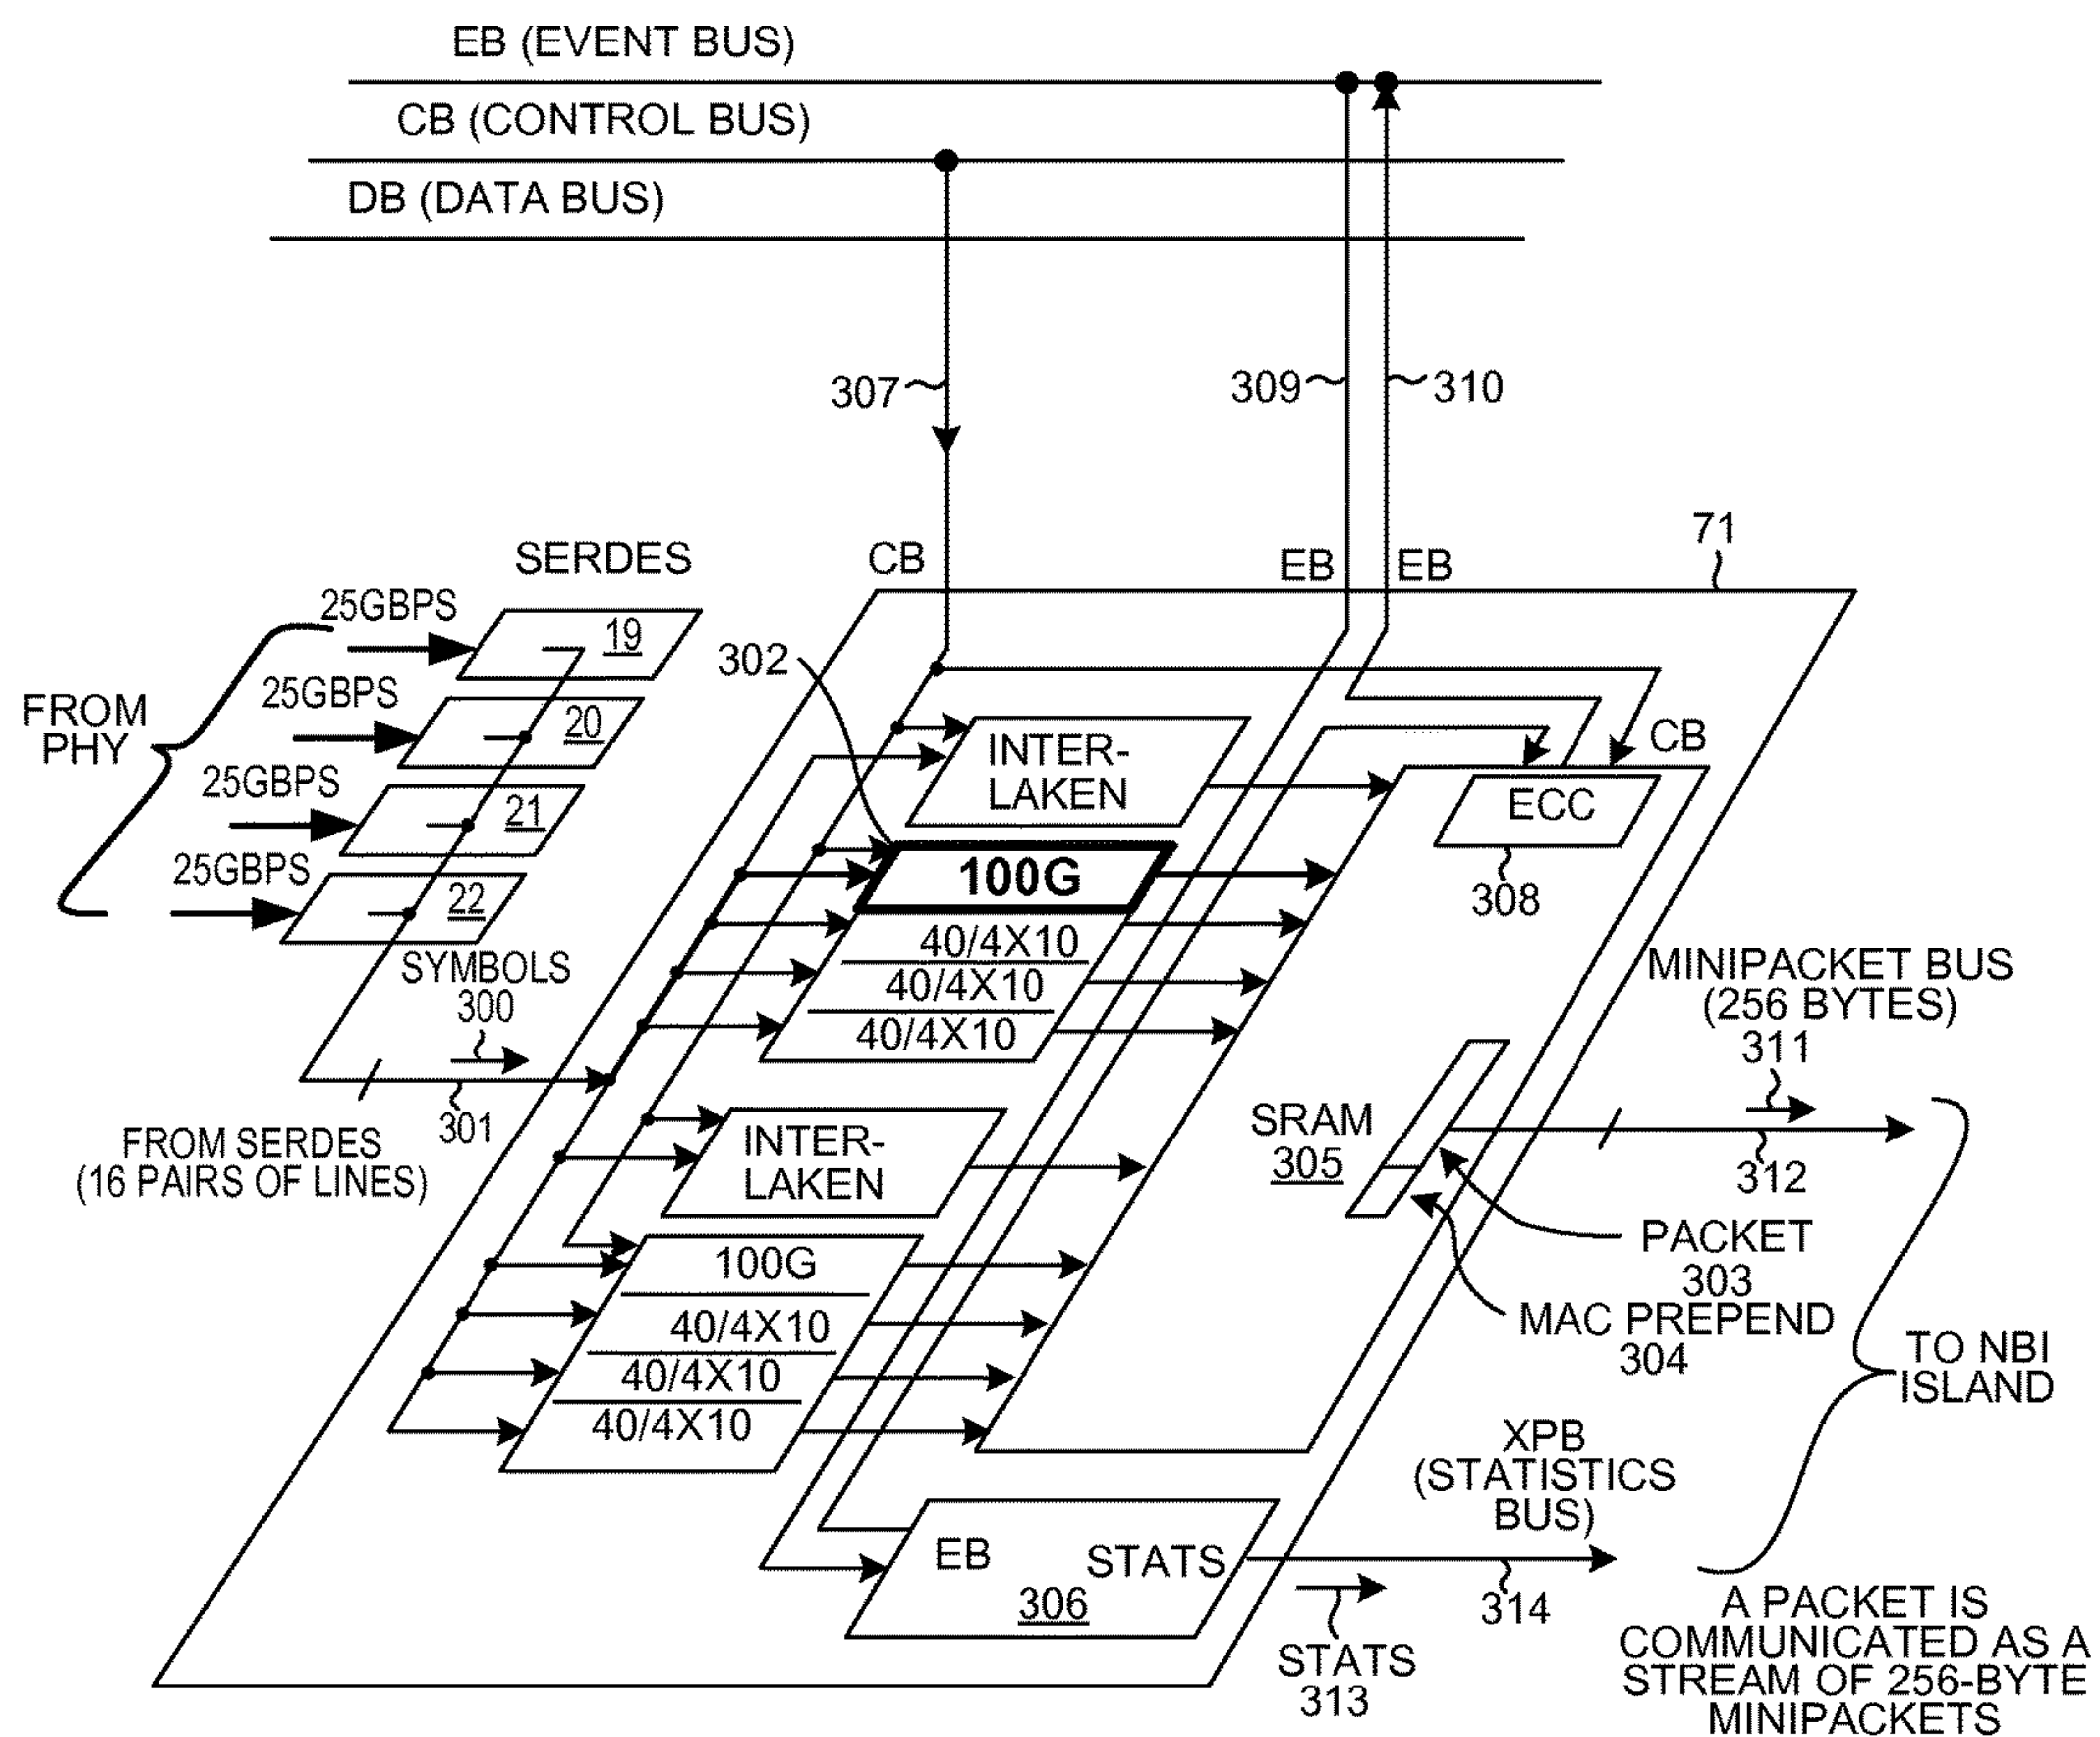 EB (EVENT BUS)
CB (CONTROL BUS)
DB (DATA BUS)
307
309
310
71
SERDES
CB
EB
EB
25GBPS
19
302
25GBPS
20
FROM
PHY
25GBPS
21
25GBPS
22
INTER-
LAKEN
CB
ECC
308
100G
40/4X10
40/4X10
40/4X10
SYMBOLS
300
301
FROM SERDES
(16 PAIRS OF LINES)
MINIPACKET BUS
(256 BYTES)
311
312
SRAM
305
INTER-
LAKEN
PACKET
303
MAC PREPEND
304
TO NBI
ISLAND
100G
40/4X10
40/4X10
40/4X10
XPB
(STATISTICS
BUS)
EB
STATS
306
314
STATS
313
A PACKET IS
COMMUNICATED AS A
STREAM OF 256-BYTE
MINIPACKETS